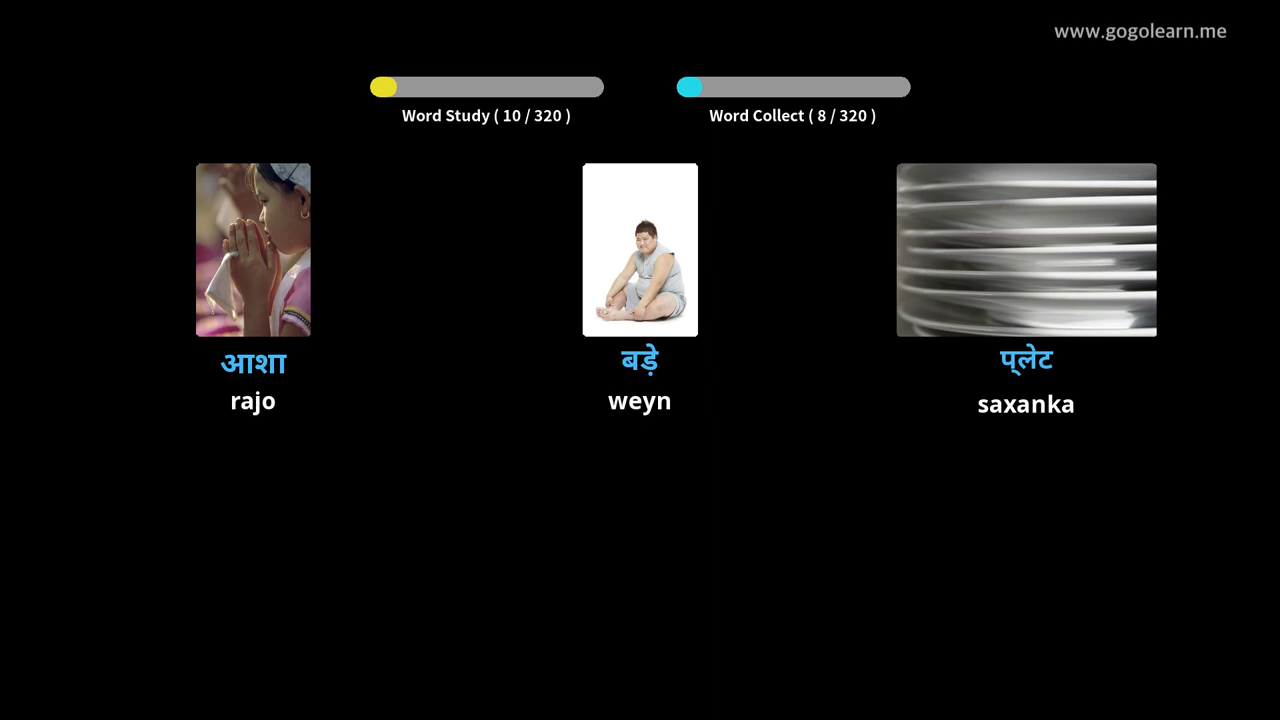 www.gogolearn.me
Word Study ( 10 / 320 )
Word Collect ( 8 / 320 )
आशा
बड़े
प्लेट
rajo
weyn
saxanka